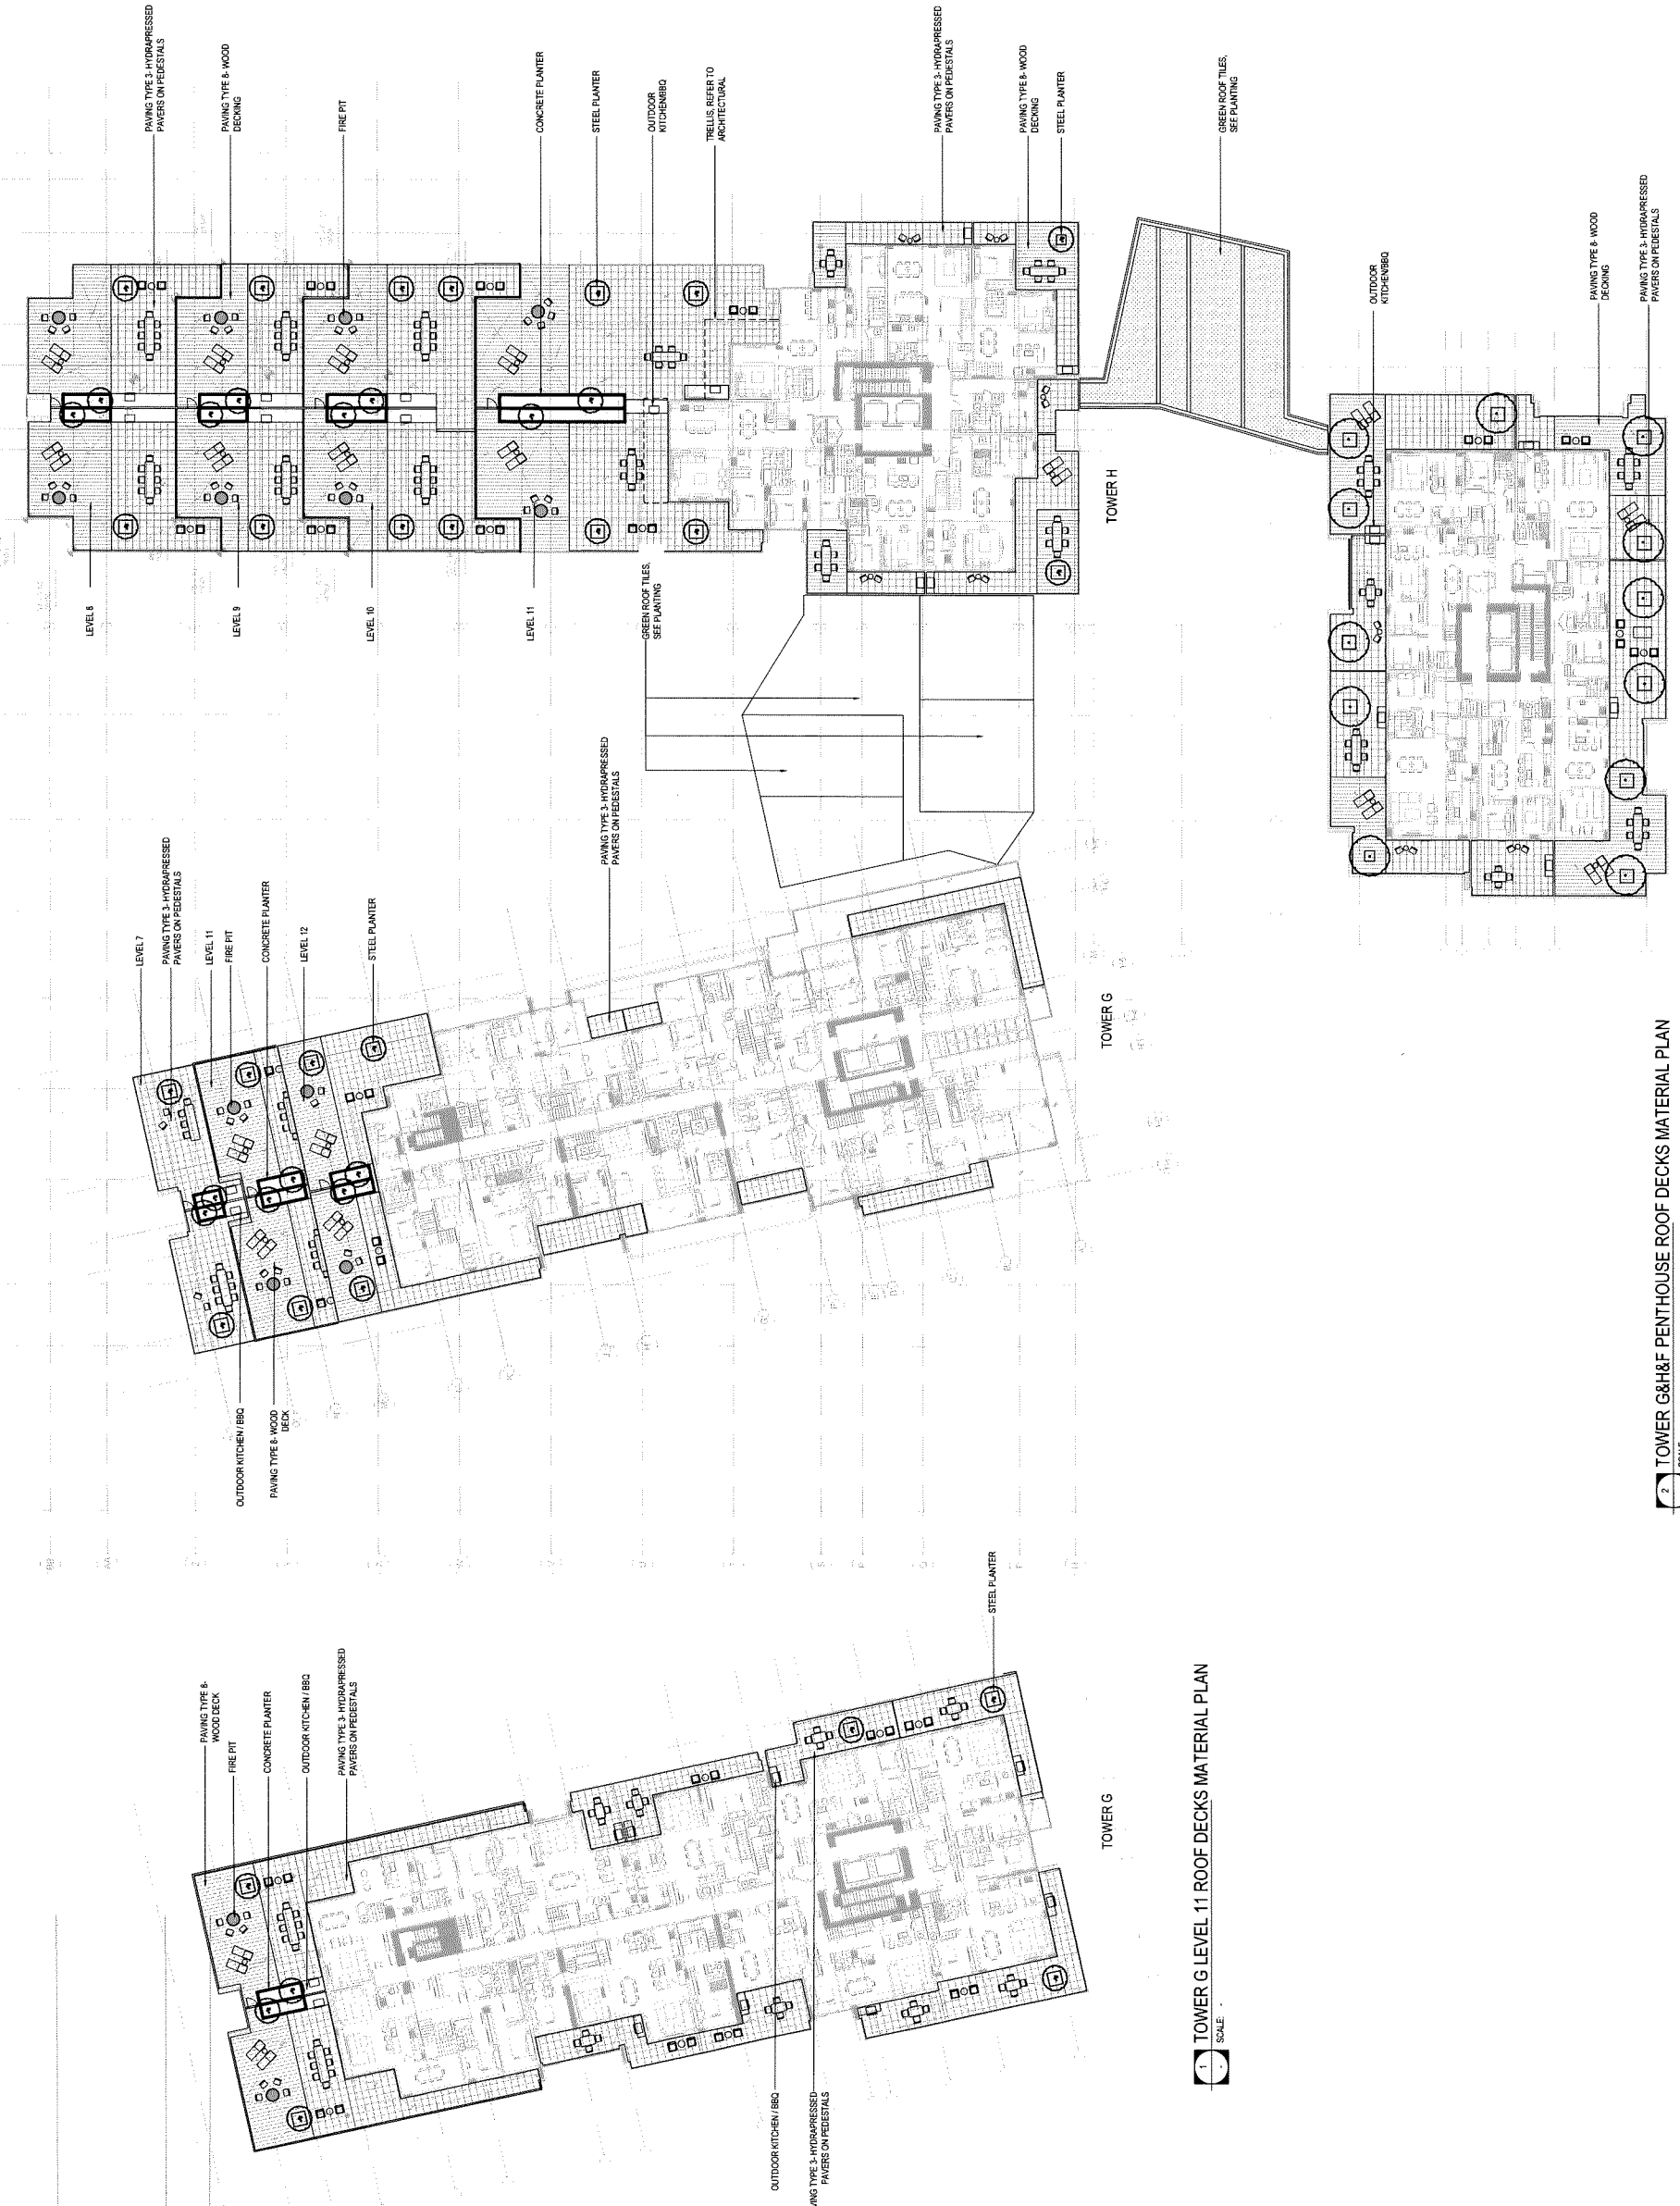 PAVING TYPE 3- HYDRAPRESSED
PAVERS ON PEDESTALS
PAVING TYPE 8- WOOD
DECKING
FIRE PIT
CONCRETE PLANTER
STEEL PLANTER
OUTDOOR
KITCHEN/BBQ
TRELLIS, REFER TO
ARCHITECTURAL
PAVING TYPE 3- HYDRAPRESSED
PAVERS ON PEDESTALS
PAVING TYPE 8- WOOD
DECKING
STEEL PLANTER
GREEN ROOF TILES,
SEE PLANTING
LEVEL 8
LEVEL 9
LEVEL 10
LEVEL 11
GREEN ROOF TILES,
SEE PLANTING
TOWER H
OUTDOOR
KITCHEN/BBQ
PAVING TYPE 8- WOOD
DECKING
PAVING TYPE 3- HYDRAPRESSED
PAVERS ON PEDESTALS
LEVEL 7
PAVING TYPE 3- HYDRAPRESSED
PAVERS ON PEDESTALS
LEVEL 11
FIRE PIT
CONCRETE PLANTER
LEVEL 12
STEEL PLANTER
PAVING TYPE 3- HYDRAPRESSED
PAVERS ON PEDESTALS
OUTDOOR KITCHEN / BBQ
PAVING TYPE 8- WOOD
DECK
TOWER G
2
TOWER G&H&F PENTHOUSE ROOF DECKS MATERIAL PLAN
PAVING TYPE 8-
WOOD DECK
FIRE PIT
CONCRETE PLANTER
OUTDOOR KITCHEN / BBQ
PAVING TYPE 3- HYDRAPRESSED
PAVERS ON PEDESTALS
STEEL PLANTER
OUTDOOR KITCHEN / BBQ
TYPE 3- HYDRAPRESSED
PAVERS ON PEDESTALS
TOWER G
1
TOWER G LEVEL 11 ROOF DECKS MATERIAL PLAN
SCALE: -